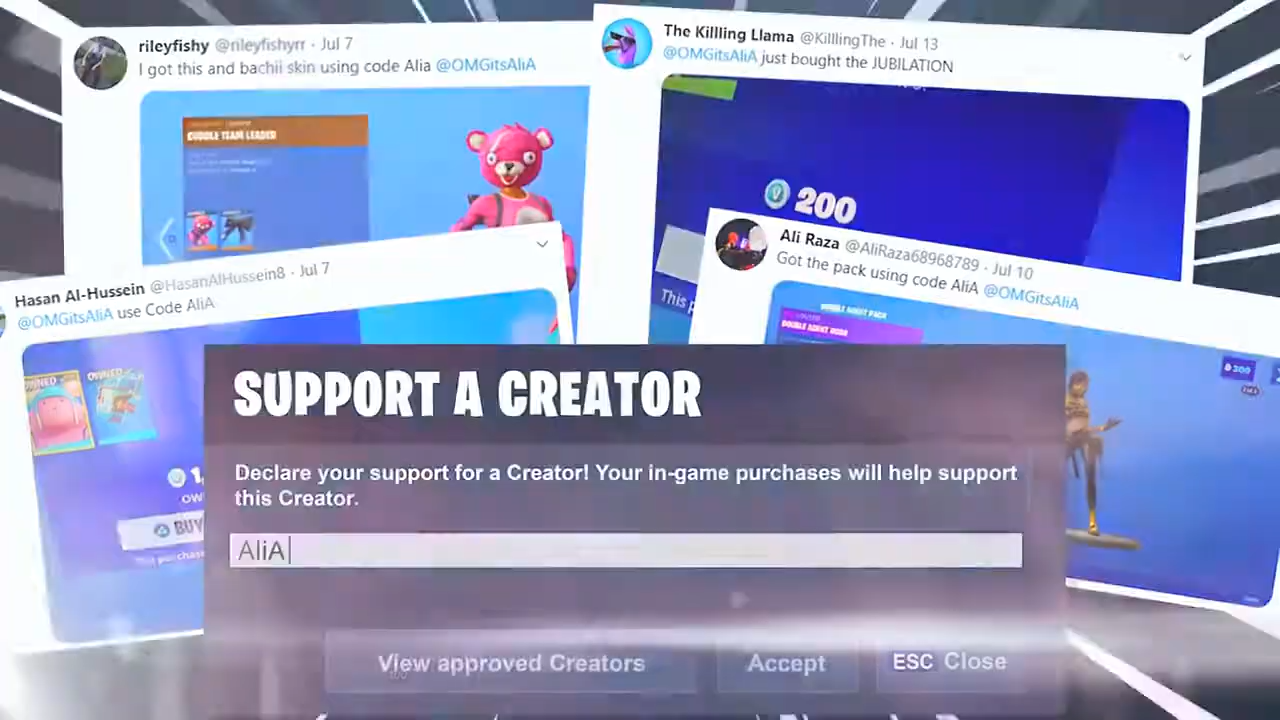 rileyfishy @rileyfishyrr · Jul 7
I got this and bachii skin using code Alia @OMGitsAliA
CUDDLE TEAM LEADER
The Killling Llama @KilllingThe · Jul 13
@OMGitsAliA just bought the JUBILATION
200
This p
Hasan Al-Hussein @HasanAlHussein8 · Jul 7
@OMGitsAliA use Code AliA
OWNED
OWNED
BUY
Ali Raza @AliRaza68968789 · Jul 10
Got the pack using code AliA @OMGitsAliA
DOUBLE AGENT PACK
300
SUPPORT A CREATOR
Declare your support for a Creator! Your in-game purchases will help support
this Creator.
AliA
View approved Creators
Accept
ESC Close